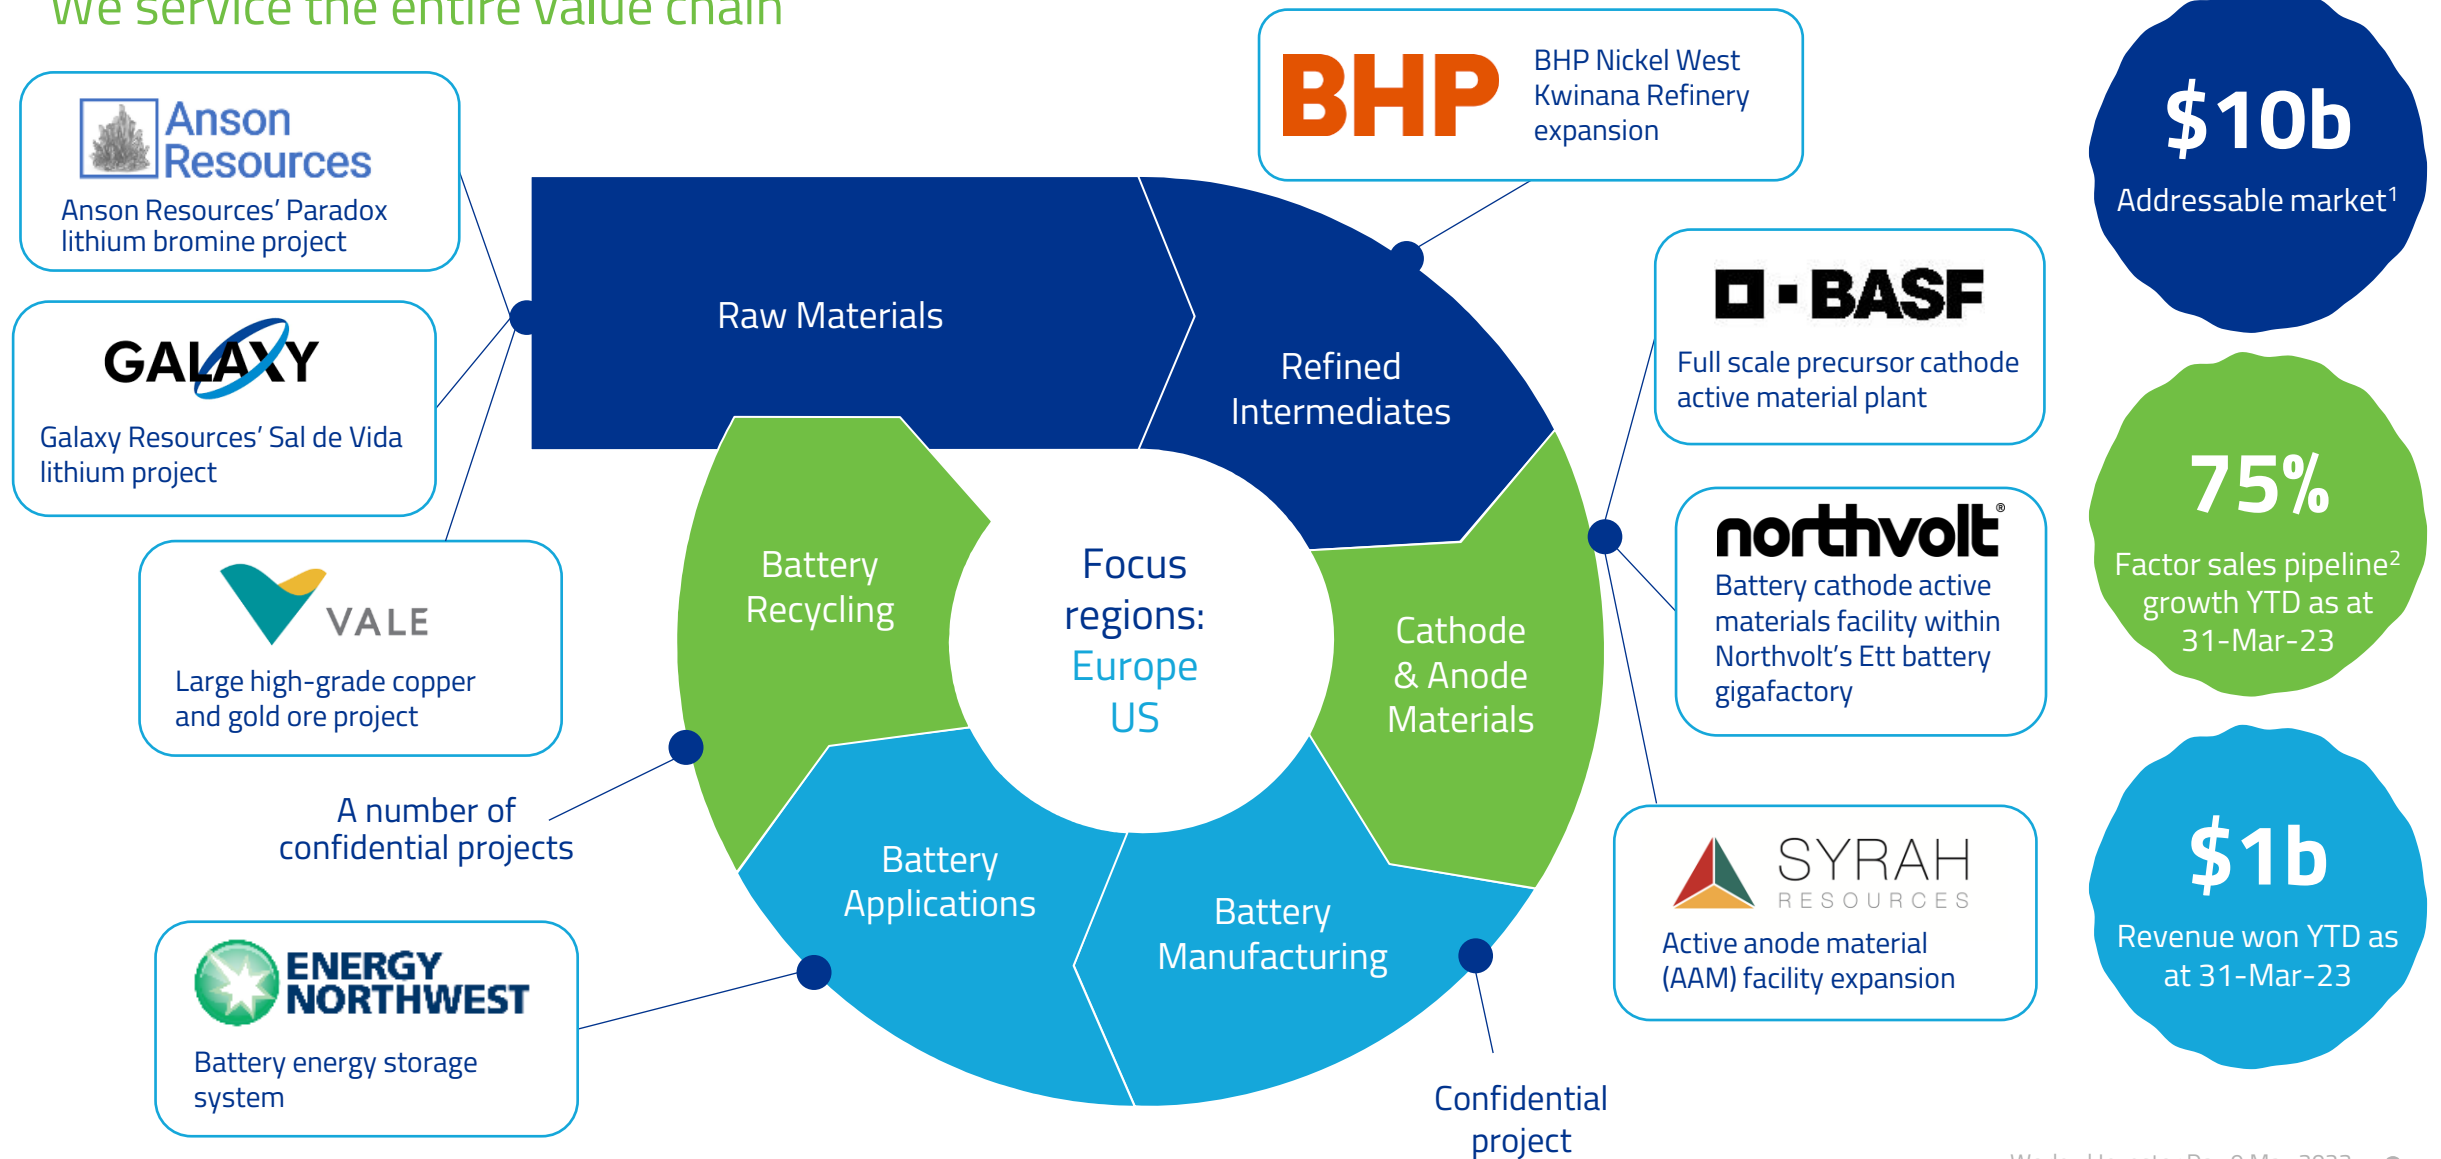 We service the entire value chain
Anson
Resources
Anson Resources' Paradox
lithium bromine project
GALAXY
Galaxy Resources' Sal de Vida
lithium project
VALE
Large high-grade copper
and gold ore project
A number of
confidential projects
ENERGY
NORTHWEST
Battery energy storage
system
Raw Materials
Refined
Intermediates
Cathode
& Anode
Materials
Battery
Manufacturing
Battery
Applications
Battery
Recycling
Focus
regions:
Europe
US
BHP
BHP Nickel West
Kwinana Refinery
expansion
BASF
Full scale precursor cathode
active material plant
northvolt®
Battery cathode active
materials facility within
Northvolt's Ett battery
gigafactory
SYRAH
RESOURCES
Active anode material
(AAM) facility expansion
Confidential
project
$10b
Addressable market¹
75%
Factor sales pipeline²
growth YTD as at
31-Mar-23
$1b
Revenue won YTD as
at 31-Mar-23